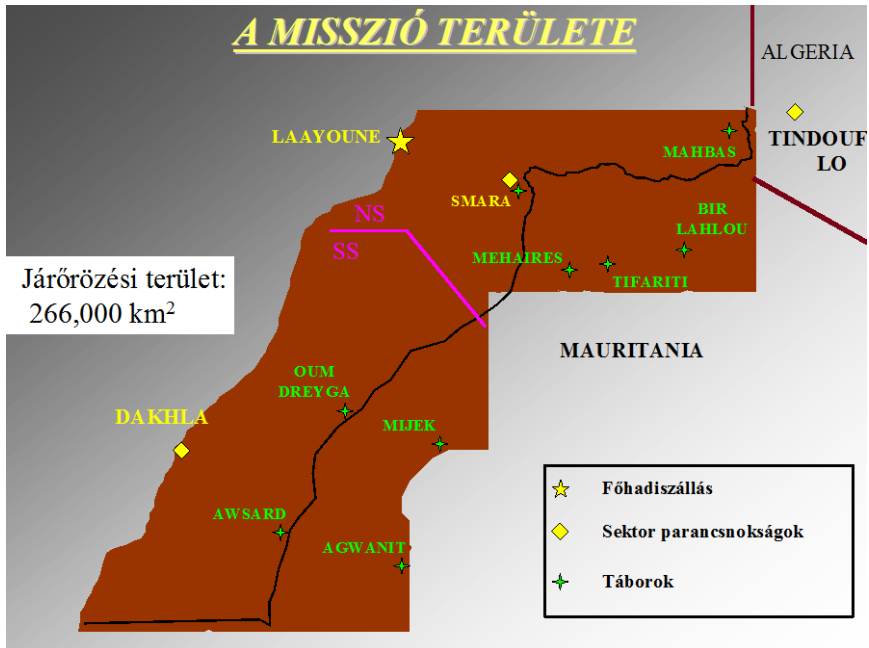 A MISSZIÓ TERÜLETE
ALGERIA
LAAYOUNE
TINDOUF
LO
MAHBAS
SMARA
NS
SS
BIR
LAHLOU
MEHAIRES
TIFARITI
Járőrözési terület:
266,000 km²
MAURITANIA
OUM
DREYGA
DAKHLA
MIJEK
AWSARD
AGWANIT
Főhadiszállás
Sektor parancsnokságok
Táborok